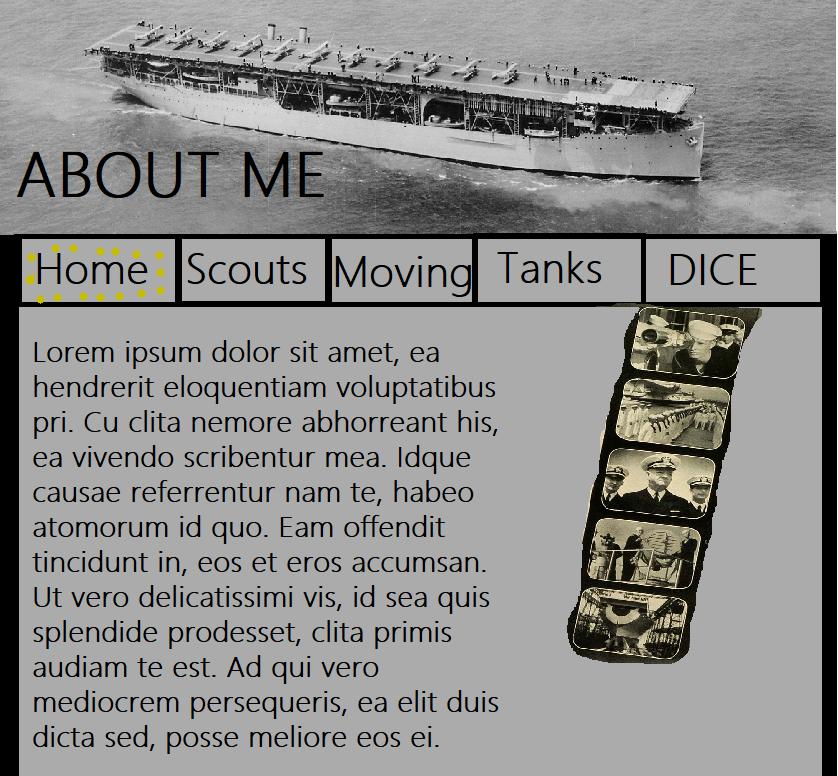 ABOUT ME
Home Scouts Moving Tanks DICE
Lorem ipsum dolor sit amet, ea
hendrerit eloquentiam voluptatibus
pri. Cu clita nemore abhorreant his,
ea vivendo scribentur mea. Idque
causae referrentur nam te, habeo
atomorum id quo. Eam offendit
tincidunt in, eos et eros accumsan.
Ut vero delicatissimi vis, id sea quis
splendide prodesset, clita primis
audiam te est. Ad qui vero
mediocrem persequeris, ea elit duis
dicta sed, posse meliore eos ei.